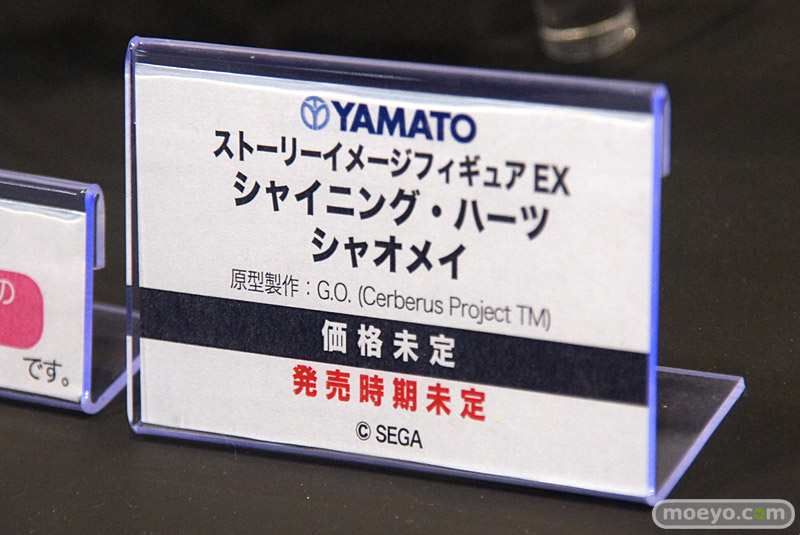 YAMATO
ストーリーイメージフィギュア EX
シャイニング・ハーツ
シャオメイ
原型製作：G.O. (Cerberus Project TM)
価格未定
発売時期未定
© SEGA
の
です。
moeyo.com